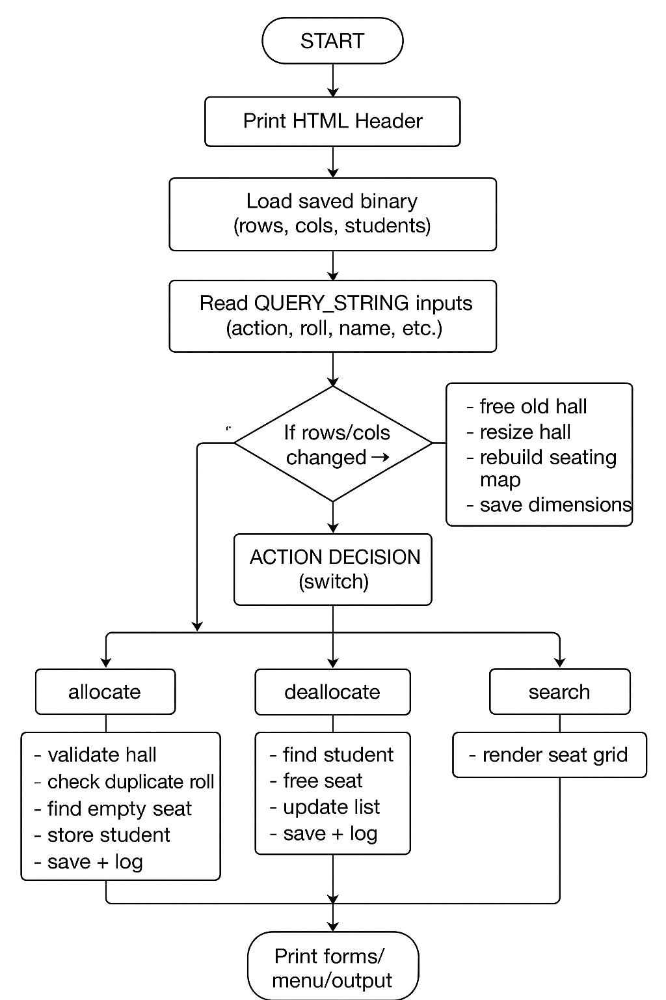 START
Print HTML Header
Load saved binary
(rows, cols, students)
Read QUERY_STRING inputs
(action, roll, name, etc.)
If rows/cols
changed →
- free old hall
- resize hall
- rebuild seating
map
- save dimensions
ACTION DECISION
(switch)
allocate
deallocate
search
- validate hall
- check duplicate roll
- find empty seat
- store student
- save + log
- find student
- free seat
- update list
- save + log
- render seat grid
Print forms/
menu/output